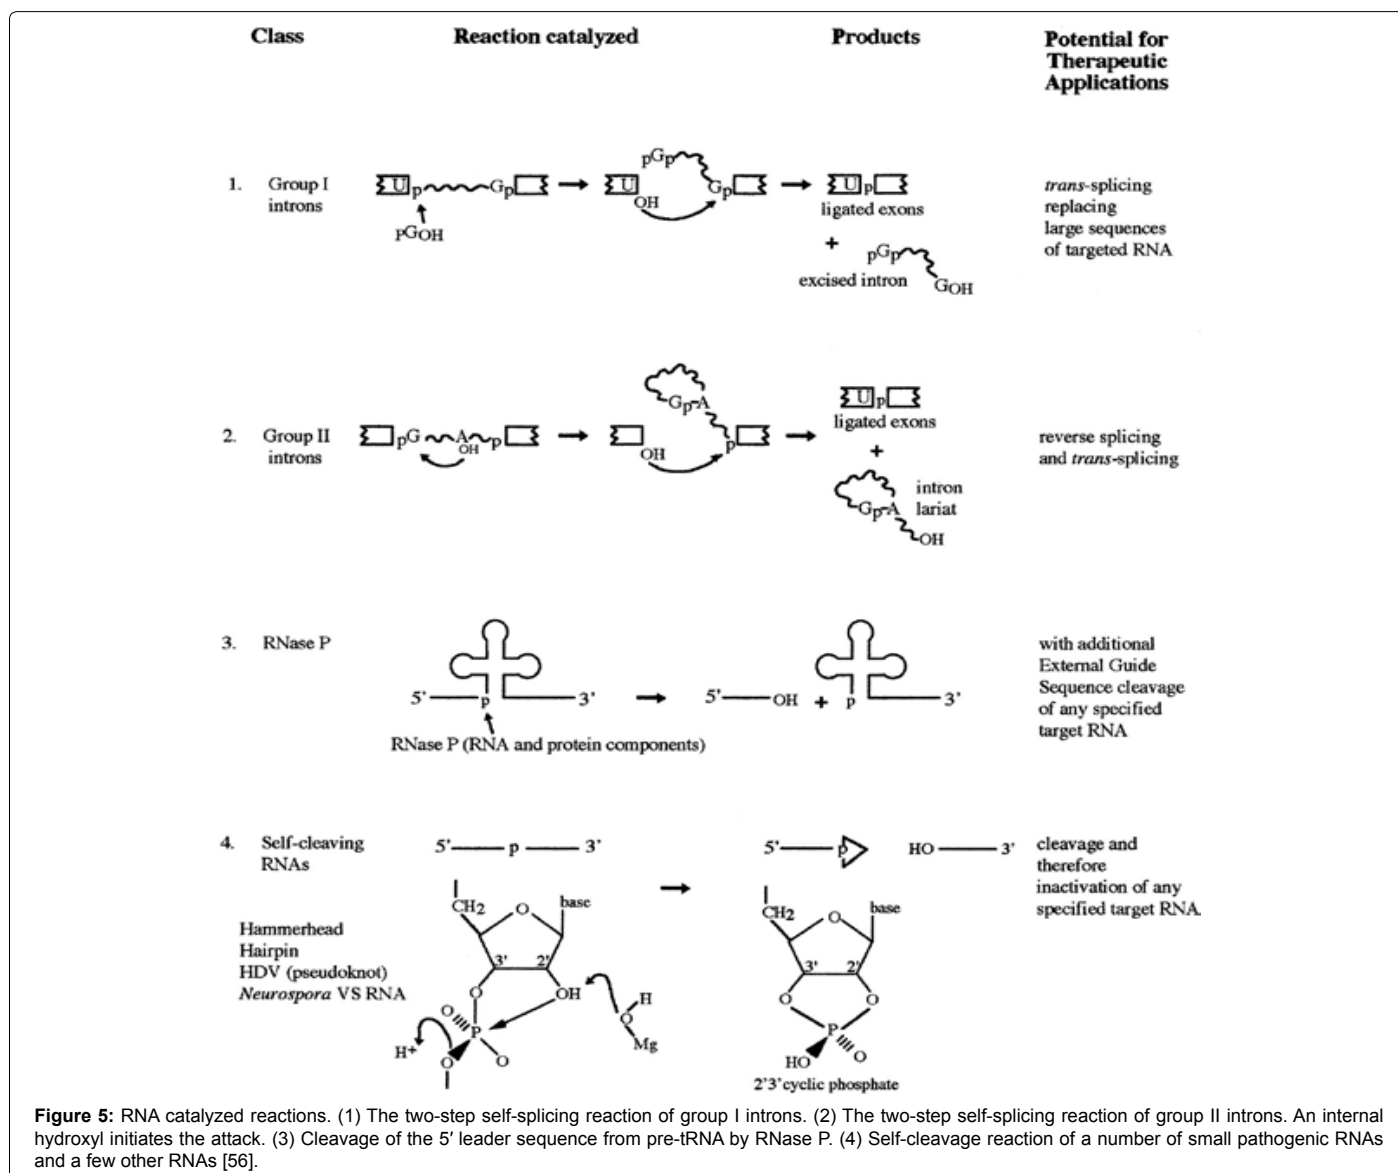 Class
Reaction catalyzed
Products
Potential for
Therapeutic
Applications
1.
Group I
introns
U p Gp
PGOH
pGp
U
OH
Gp
U p
ligated exons
+
pGp
excised intron
GOH
trans-splicing
replacing
large sequences
of targeted RNA
2.
Group II
introns
pG A p
OH
Gp-A
OH
p
U p
ligated exons
+
Gp-A
intron
lariat
OH
reverse splicing
and trans-splicing
3.
RNase P
5' p 3'
RNase P (RNA and protein components)
5' OH + p 3'
with additional
External Guide
Sequence cleavage
of any specified
target RNA
4.
Self-cleaving
RNAs
Hammerhead
Hairpin
HDV (pseudoknot)
Neurospora VS RNA
5' p 3'
CH2 O base
3' 2'
O OH H
O P O
H+ O O Mg
5' p HO 3'
CH2 O base
3' 2'
O O
P
HO O
2'3'cyclic phosphate
cleavage and
therefore
inactivation of any
specified target RNA.
Figure 5: RNA catalyzed reactions. (1) The two-step self-splicing reaction of group I introns. (2) The two-step self-splicing reaction of group II introns. An internal
hydroxyl initiates the attack. (3) Cleavage of the 5′ leader sequence from pre-tRNA by RNase P. (4) Self-cleavage reaction of a number of small pathogenic RNAs
and a few other RNAs [56].